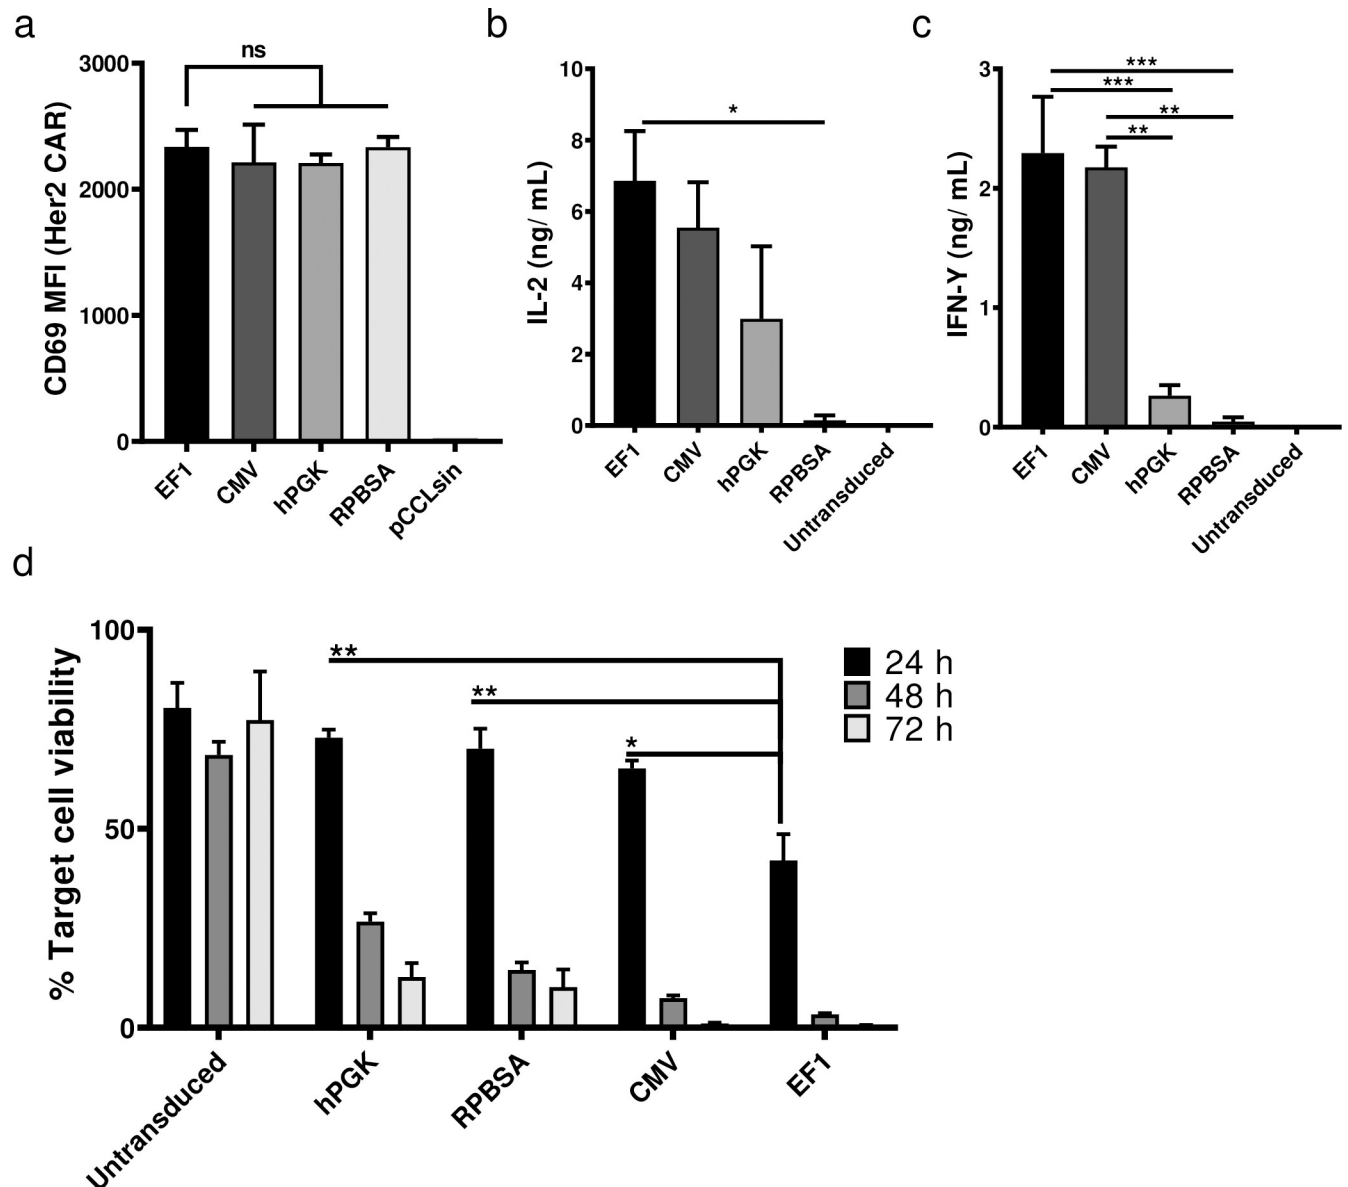 a
ns
3000
2000
1000
0
CD69 MFI (Her2 CAR)
EF1
CMV
hPGK
RPBSA
pCCLsin
b
*
10
8
6
4
2
0
IL-2 (ng/ mL)
EF1
CMV
hPGK
RPBSA
Untransduced
c
***
***
**
**
3
2
1
0
IFN-Y (ng/ mL)
EF1
CMV
hPGK
RPBSA
Untransduced
d
**
**
*
100
50
0
% Target cell viability
24 h
48 h
72 h
Untransduced
hPGK
RPBSA
CMV
EF1